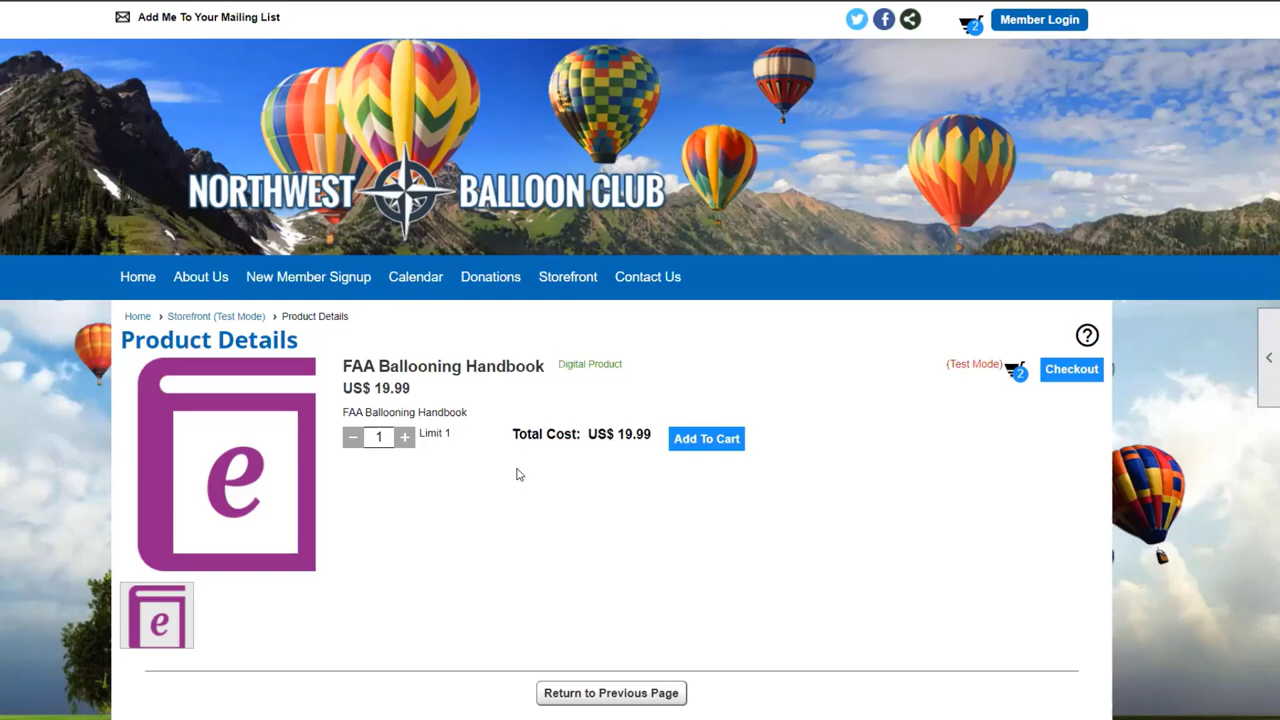 Add Me To Your Mailing List
2
Member Login
NORTHWEST BALLOON CLUB
Home About Us New Member Signup Calendar Donations Storefront Contact Us
Home › Storefront (Test Mode) › Product Details
Product Details
?
e
FAA Ballooning Handbook Digital Product
(Test Mode) 2 Checkout
US$ 19.99
FAA Ballooning Handbook
− 1 + Limit 1 Total Cost: US$ 19.99 Add To Cart
e
Return to Previous Page